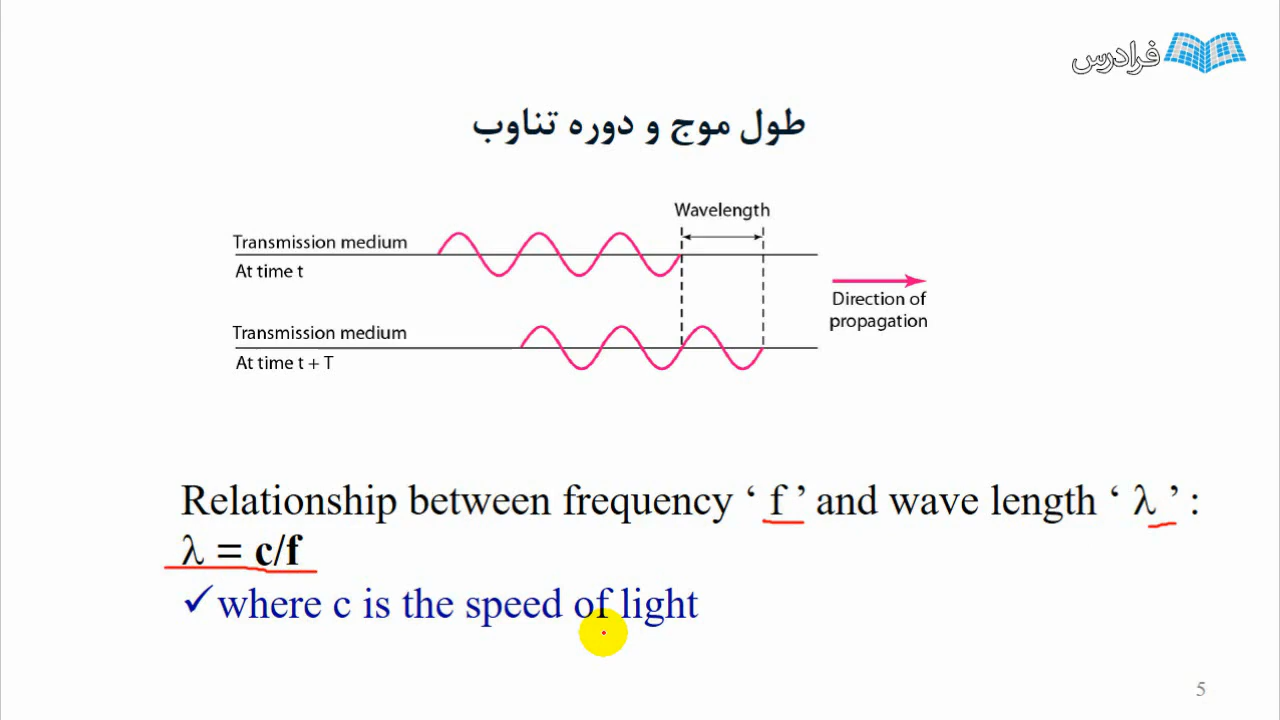 فرادرس
طول موج و دوره تناوب
Wavelength
Transmission medium
At time t
Direction of
propagation
Transmission medium
At time t + T
Relationship between frequency ‘ f ’ and wave length ‘ λ ’ :
λ = c/f
✓where c is the speed of light
5